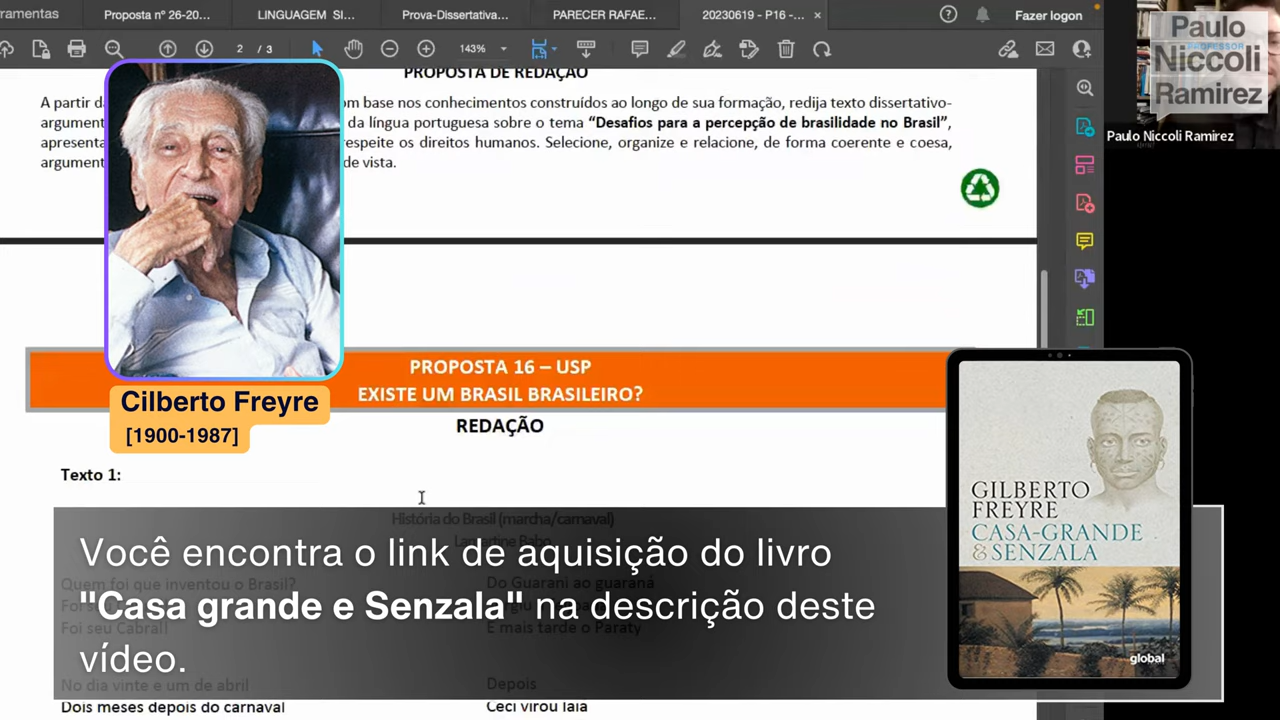 ramentas
Proposta n° 26-20...
LINGUAGEM SI...
Prova-Dissertativa...
PARECER RAFAE...
20230619 - P16 -...
Fazer logon
2 / 3
143%
PROPOSTA DE REDAÇÃO
A partir d
om base nos conhecimentos construídos ao longo de sua formação, redija texto dissertativo-
argument
da língua portuguesa sobre o tema “Desafios para a percepção de brasilidade no Brasil”,
apresenta
respeite os direitos humanos. Selecione, organize e relacione, de forma coerente e coesa,
argument
de vista.
Paulo
PROFESSOR
Niccoli
Ramirez
Paulo Niccoli Ramirez
PROPOSTA 16 – USP
EXISTE UM BRASIL BRASILEIRO?
Cilberto Freyre
[1900-1987]
REDAÇÃO
Texto 1:
História do Brasil (marcha/carnaval)
Você encontra o link de aquisição do livro
"Casa grande e Senzala" na descrição deste
vídeo.
Quem foi que inventou o Brasil?
Foi seu Cabral!
No dia vinte e um de abril
Dois meses depois do carnaval
Do Guarani ao guaraná
E mais tarde o Paraty
Depois
Ceci virou Iaiá
GILBERTO
FREYRE
CASA-GRANDE
& SENZALA
global